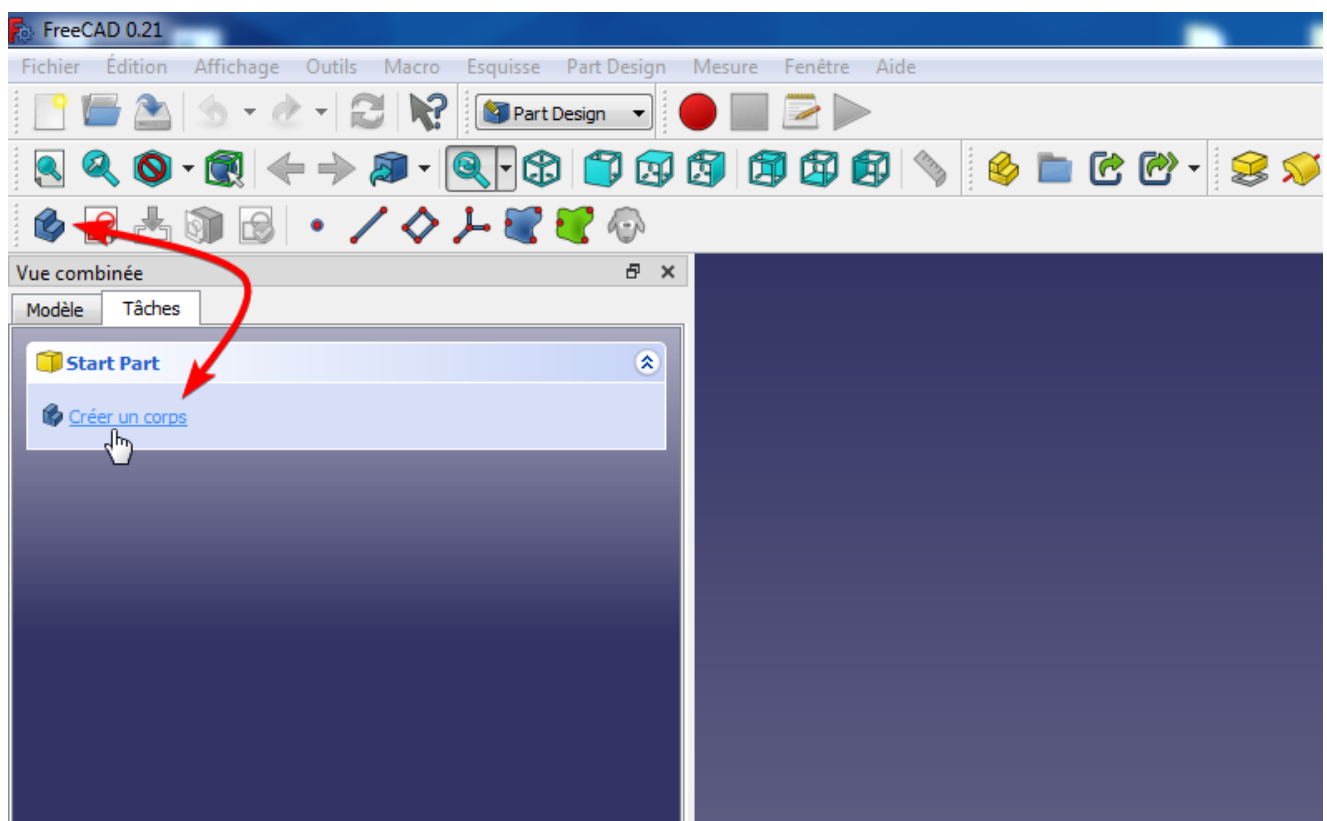 FreeCAD 0.21
Fichier Édition Affichage Outils Macro Esquisse Part Design Mesure Fenêtre Aide
Part Design
Vue combinée
Modèle Tâches
Start Part
Créer un corps